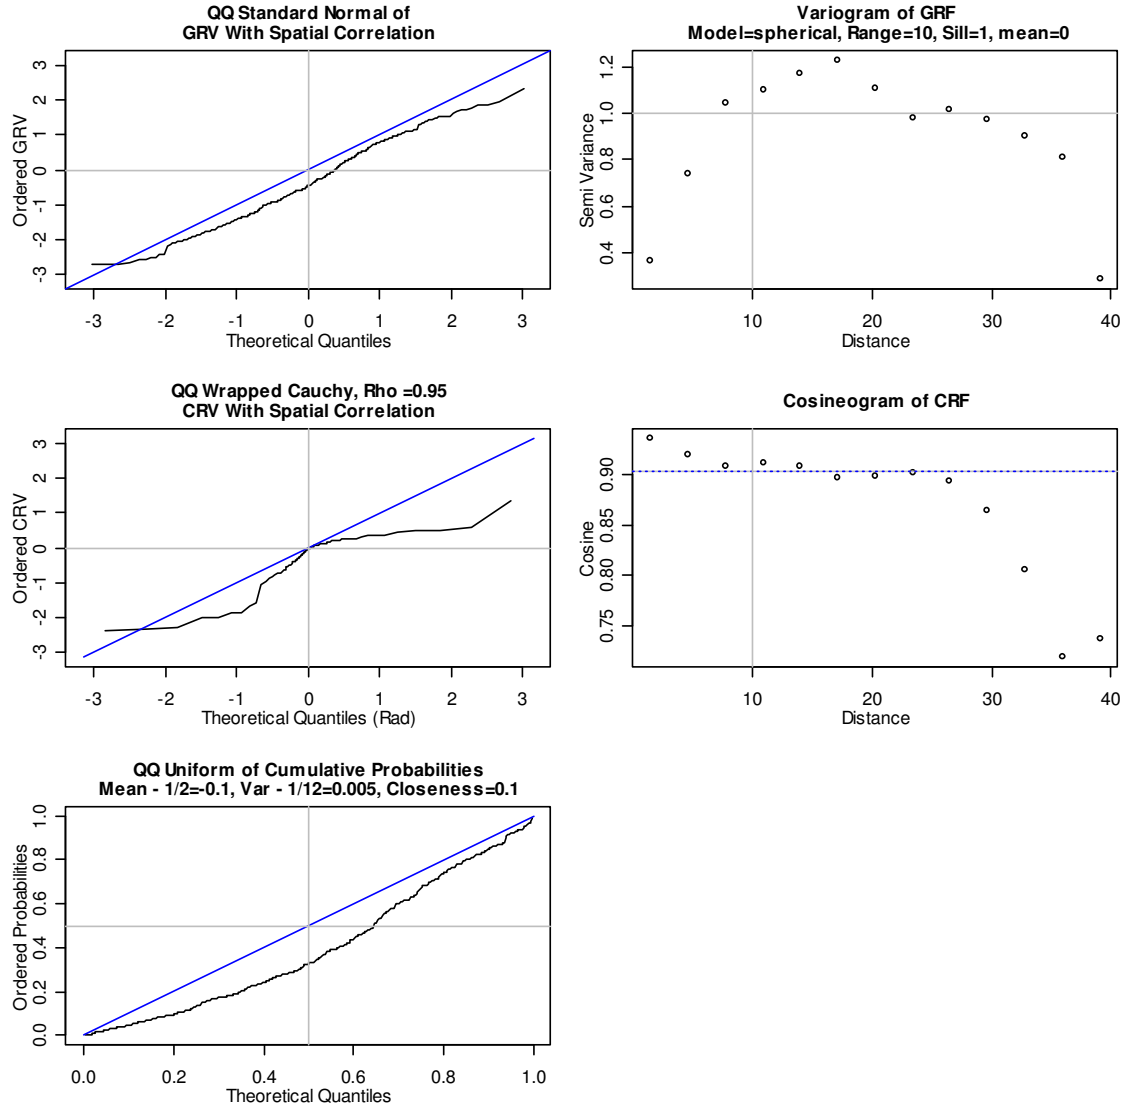 QQ Standard Normal of
GRV With Spatial Correlation
Ordered GRV
3
2
1
0
-1
-2
-3
-3 -2 -1 0 1 2 3
Theoretical Quantiles
Variogram of GRF
Model=spherical, Range=10, Sill=1, mean=0
Semi Variance
1.2
1.0
0.8
0.6
0.4
10 20 30 40
Distance
QQ Wrapped Cauchy, Rho =0.95
CRV With Spatial Correlation
Ordered CRV
3
2
1
0
-1
-2
-3
-3 -2 -1 0 1 2 3
Theoretical Quantiles (Rad)
Cosineogram of CRF
Cosine
0.90
0.85
0.80
0.75
10 20 30 40
Distance
QQ Uniform of Cumulative Probabilities
Mean - 1/2=-0.1, Var - 1/12=0.005, Closeness=0.1
Ordered Probabilities
1.0
0.8
0.6
0.4
0.2
0.0
0.0 0.2 0.4 0.6 0.8 1.0
Theoretical Quantiles